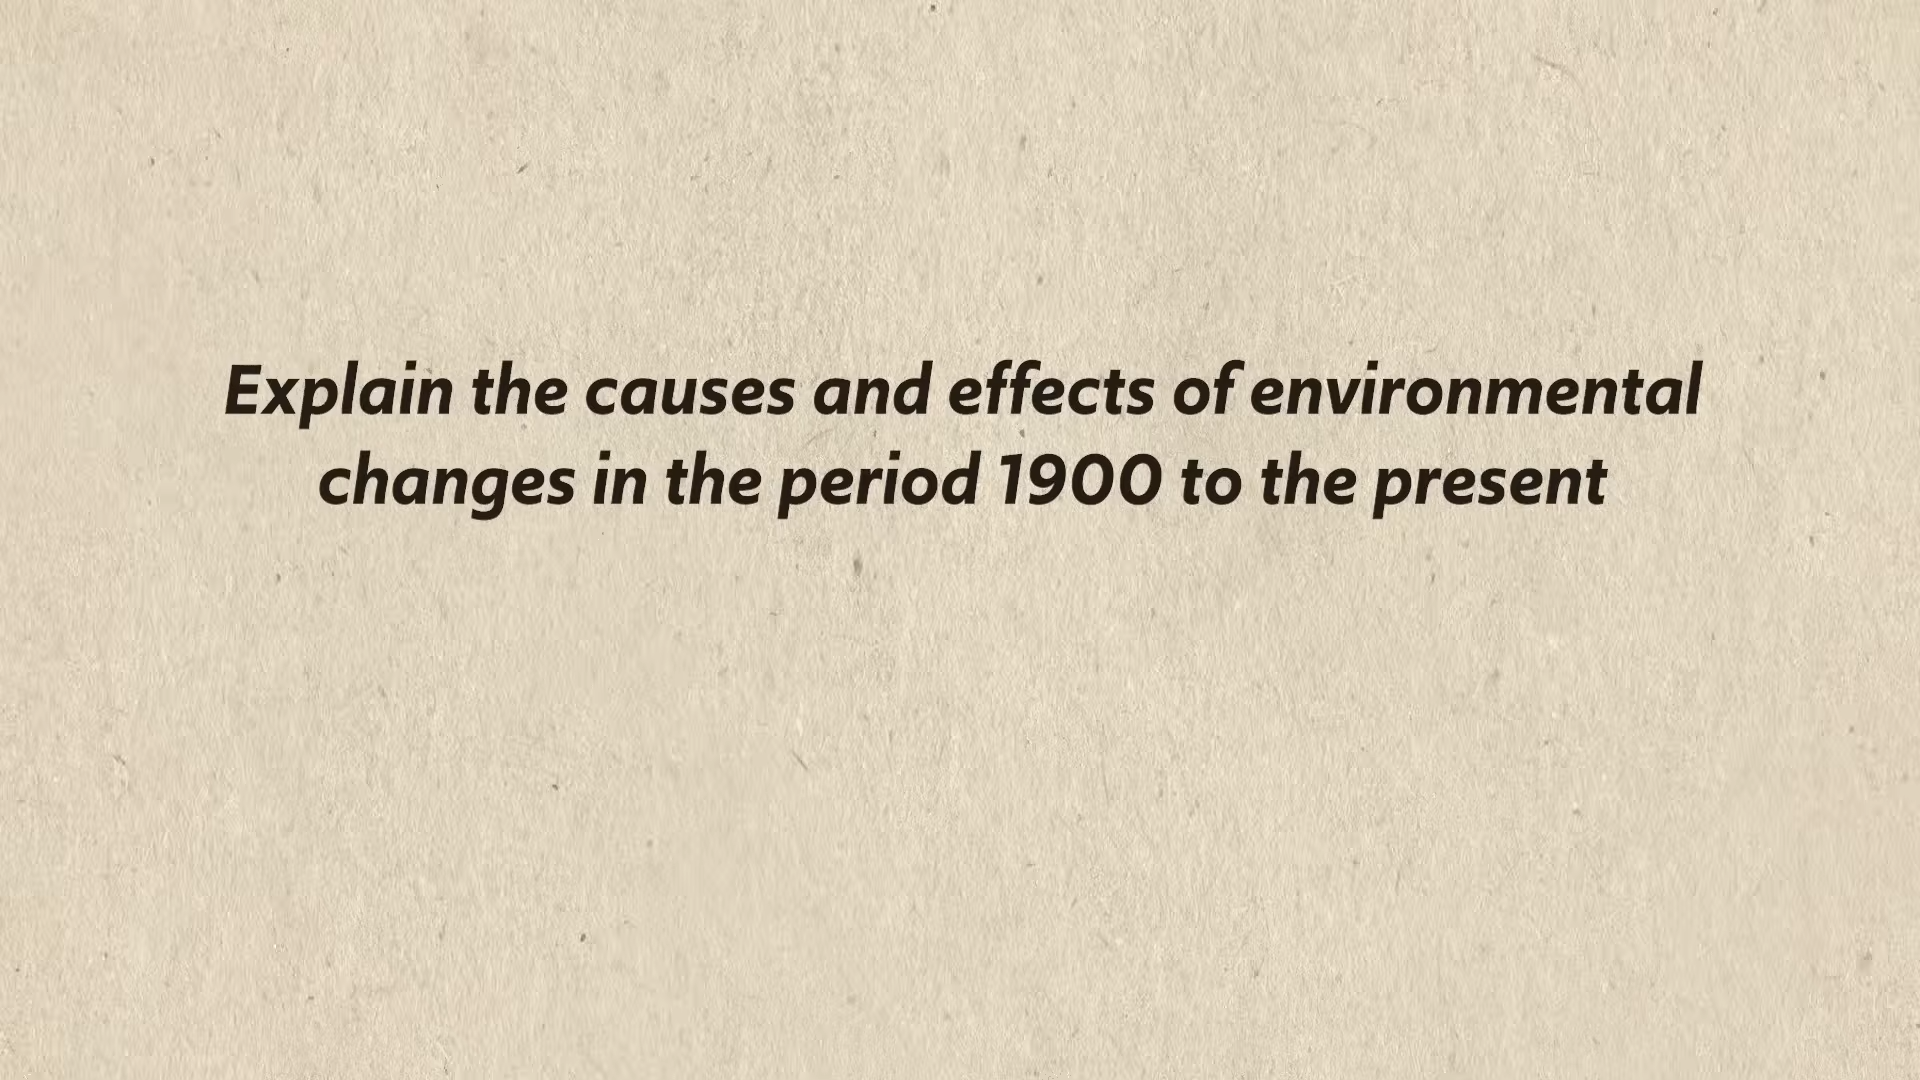 Explain the causes and effects of environmental
changes in the period 1900 to the present